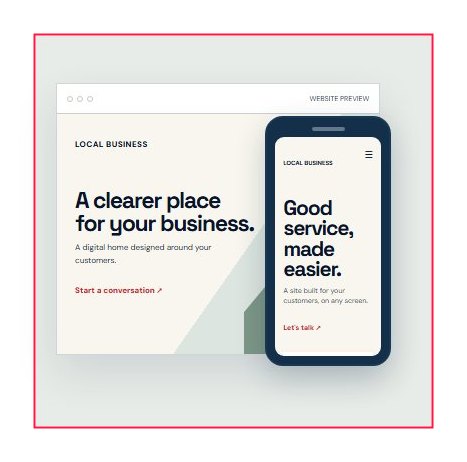 WEBSITE PREVIEW
LOCAL BUSINESS
A clearer place
for your business.
A digital home designed around your
customers.
Start a conversation ↗
LOCAL BUSINESS
Good
service,
made
easier.
A site built for your
customers, on any screen.
Let's talk ↗